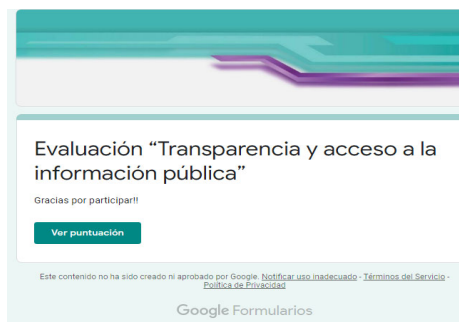 Evaluación “Transparencia y acceso a la
información pública”
Gracias por participar!!
Ver puntuación
Este contenido no ha sido creado ni aprobado por Google. Notificar uso inadecuado - Términos del Servicio -
Política de Privacidad
Google Formularios